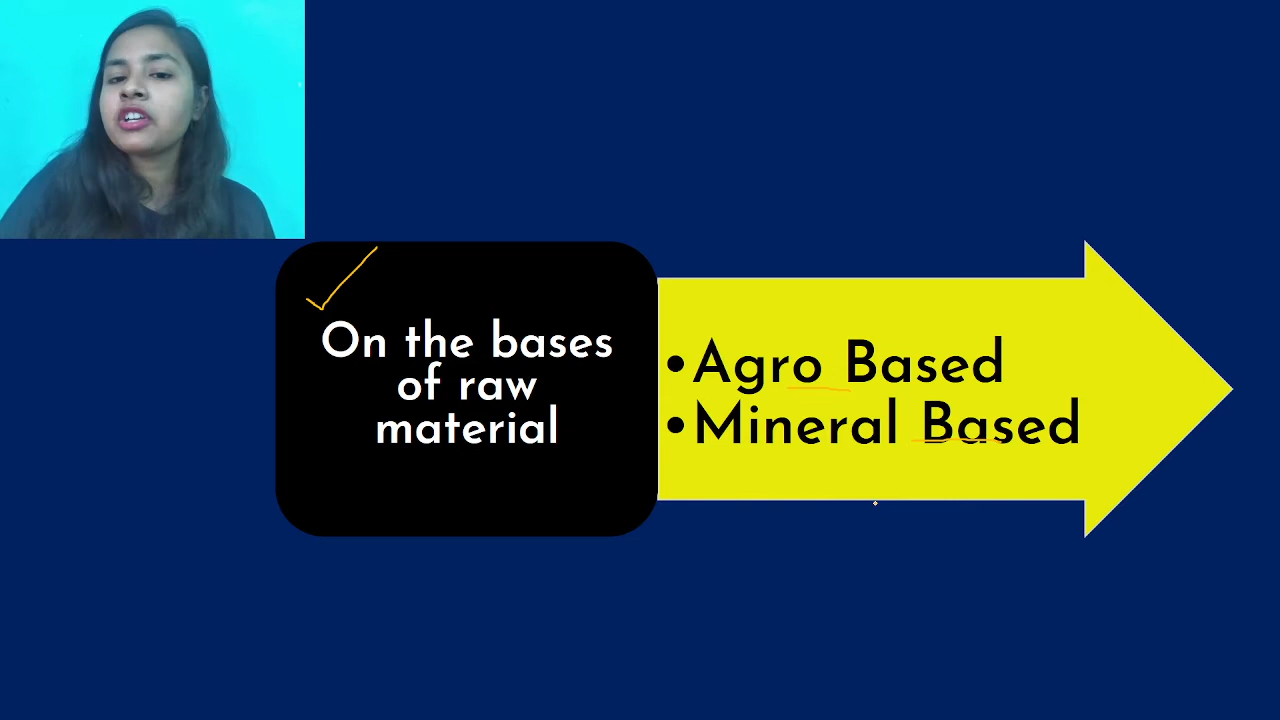 On the bases
of raw
material
•Agro Based
•Mineral Based